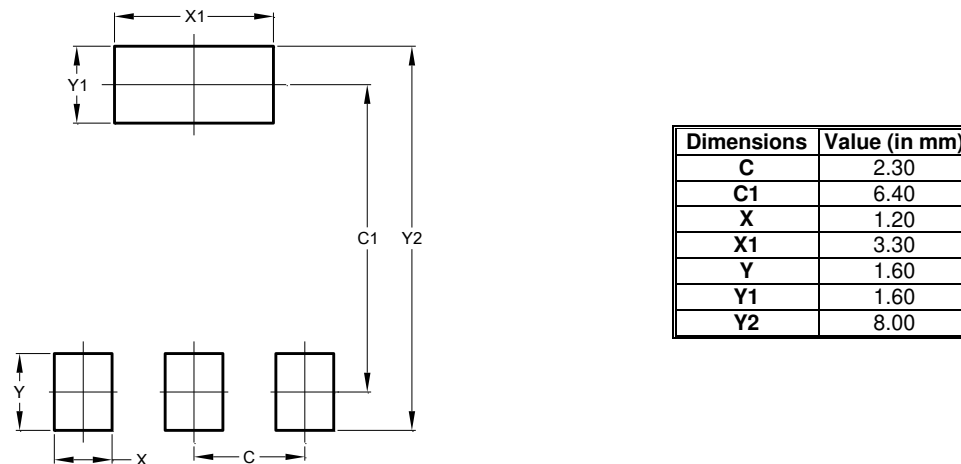 X1
Y1
C1
Y2
Y
X
C
Dimensions Value (in mm)
C 2.30
C1 6.40
X 1.20
X1 3.30
Y 1.60
Y1 1.60
Y2 8.00